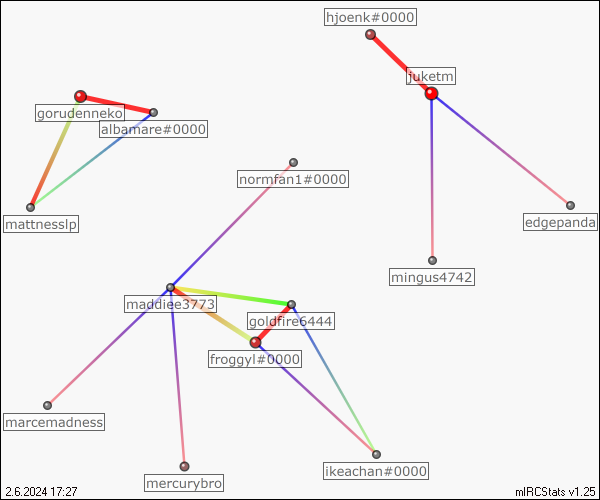 hjoenk#0000
juketm
gorudenneko
albamare#0000
normfan1#0000
mattnesslp
edgepanda
mingus4742
maddiee3773
goldfire6444
froggyl#0000
marcemadness
ikeachan#0000
mercurybro
2.6.2024 17:27
mIRCStats v1.25